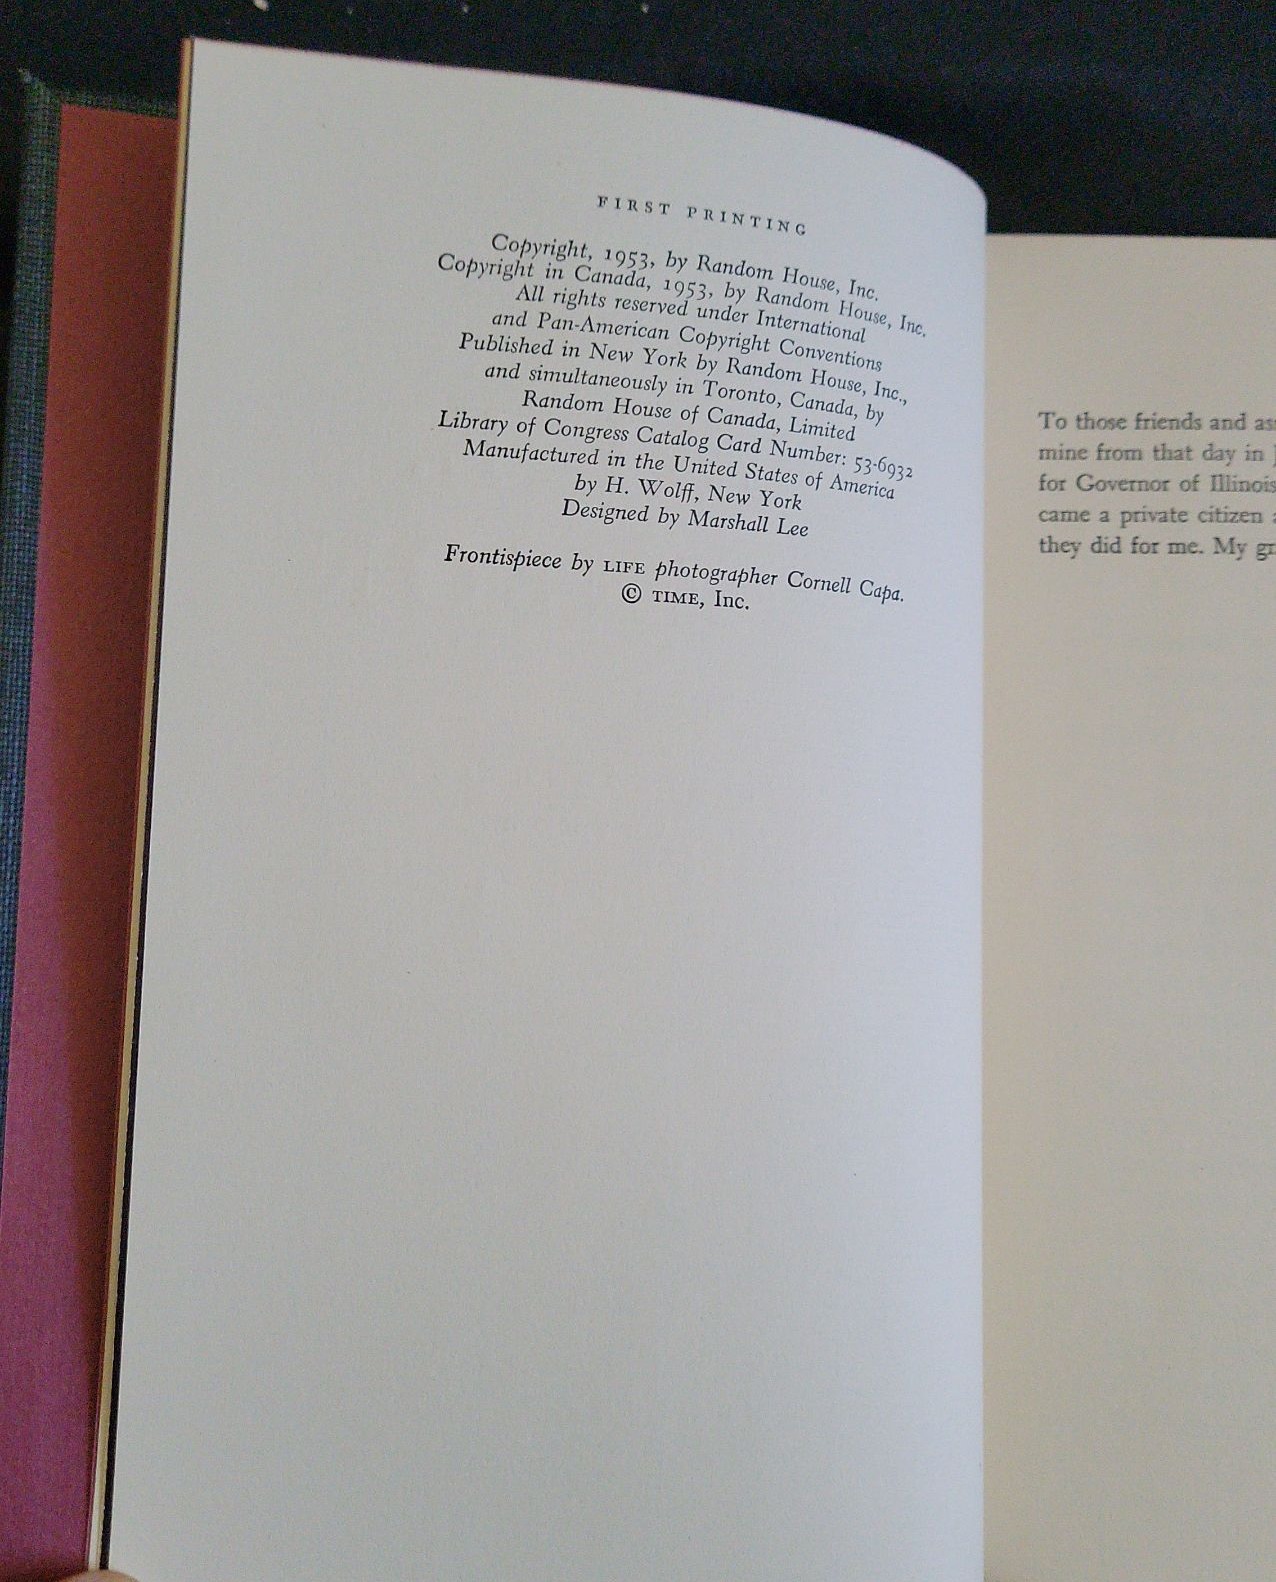 FIRST PRINTING
Copyright, 1953, by Random House, Inc.
Copyright in Canada, 1953, by Random House, Inc.
All rights reserved under International
and Pan-American Copyright Conventions
Published in New York by Random House, Inc.,
and simultaneously in Toronto, Canada, by
Random House of Canada, Limited
Library of Congress Catalog Card Number: 53-6932
Manufactured in the United States of America
by H. Wolff, New York
Designed by Marshall Lee
Frontispiece by LIFE photographer Cornell Capa.
© TIME, Inc.
To those friends and
mine from that day in
for Governor of Illinois
came a private citizen
they did for me. My